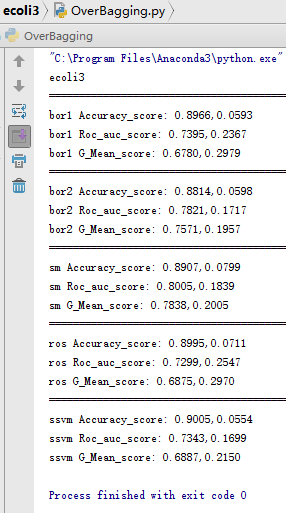 ecoli3
OverBagging.py
OverBagging
"C:\Program Files\Anaconda3\python.exe"
ecoli3
bor1 Accuracy_score: 0.8966,0.0593
bor1 Roc_auc_score: 0.7395,0.2367
bor1 G_Mean_score: 0.6780,0.2979
bor2 Accuracy_score: 0.8814,0.0598
bor2 Roc_auc_score: 0.7821,0.1717
bor2 G_Mean_score: 0.7571,0.1957
sm Accuracy_score: 0.8907,0.0799
sm Roc_auc_score: 0.8005,0.1839
sm G_Mean_score: 0.7838,0.2005
ros Accuracy_score: 0.8995,0.0711
ros Roc_auc_score: 0.7299,0.2547
ros G_Mean_score: 0.6875,0.2970
ssvm Accuracy_score: 0.9005,0.0554
ssvm Roc_auc_score: 0.7343,0.1699
ssvm G_Mean_score: 0.6887,0.2150
Process finished with exit code 0